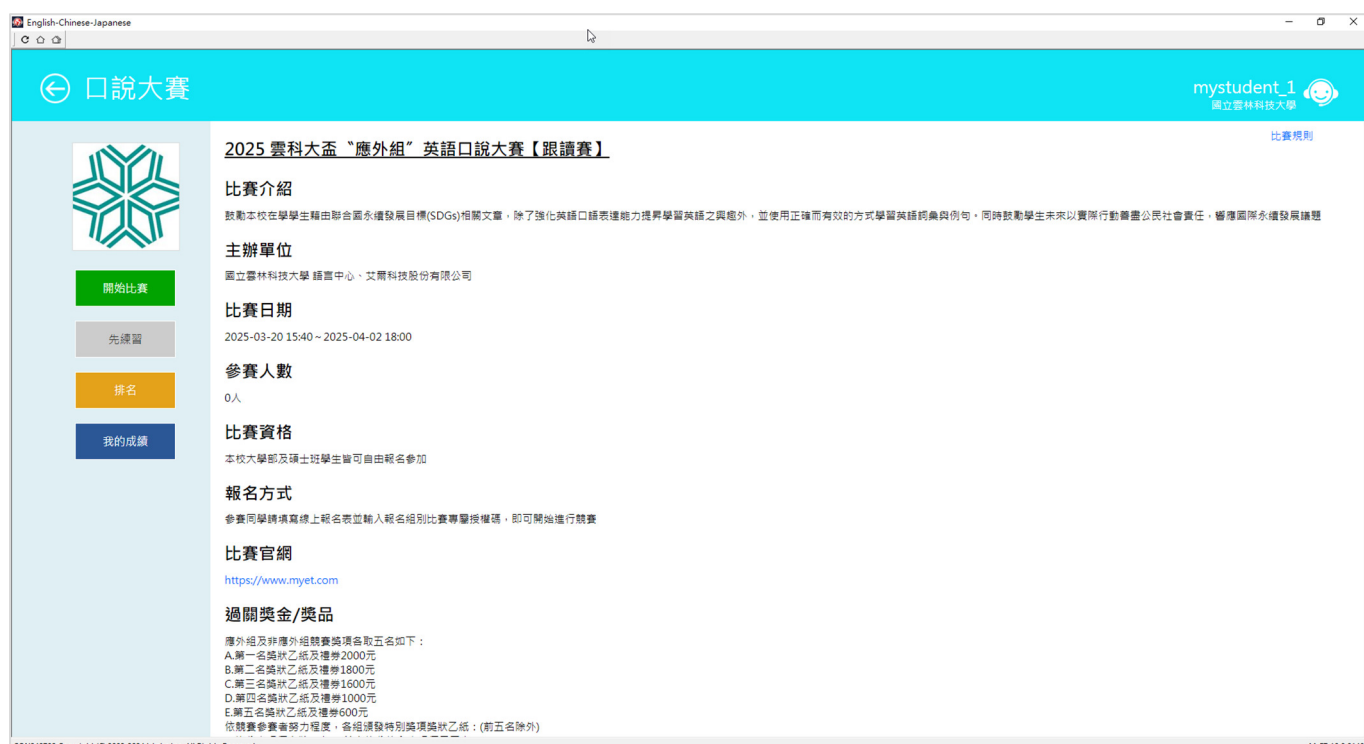 English-Chinese-Japanese
口說大賽
mystudent_1
國立雲林科技大學
比賽規則
開始比賽
先練習
排名
我的成績
2025 雲科大盃〝應外組〞英語口說大賽【跟讀賽】
比賽介紹
鼓勵本校在學學生藉由聯合國永續發展目標(SDGs)相關文章，除了強化英語口語表達能力提昇學習英語之興趣外，並使用正確而有效的方式學習英語詞彙與例句。同時鼓勵學生未來以實際行動善盡公民社會責任，響應國際永續發展議題
主辦單位
國立雲林科技大學 語言中心、艾爾科技股份有限公司
比賽日期
2025-03-20 15:40 ~ 2025-04-02 18:00
參賽人數
0人
比賽資格
本校大學部及碩士班學生皆可自由報名參加
報名方式
參賽同學請填寫線上報名表並輸入報名組別比賽專屬授權碼，即可開始進行競賽
比賽官網
https://www.myet.com
過關獎金/獎品
應外組及非應外組競賽獎項各取五名如下：
A.第一名獎狀乙紙及禮券2000元
B.第二名獎狀乙紙及禮券1800元
C.第三名獎狀乙紙及禮券1600元
D.第四名獎狀乙紙及禮券1000元
E.第五名獎狀乙紙及禮券600元
依競賽參賽者努力程度，各組頒發特別獎項獎狀乙紙：(前五名除外)